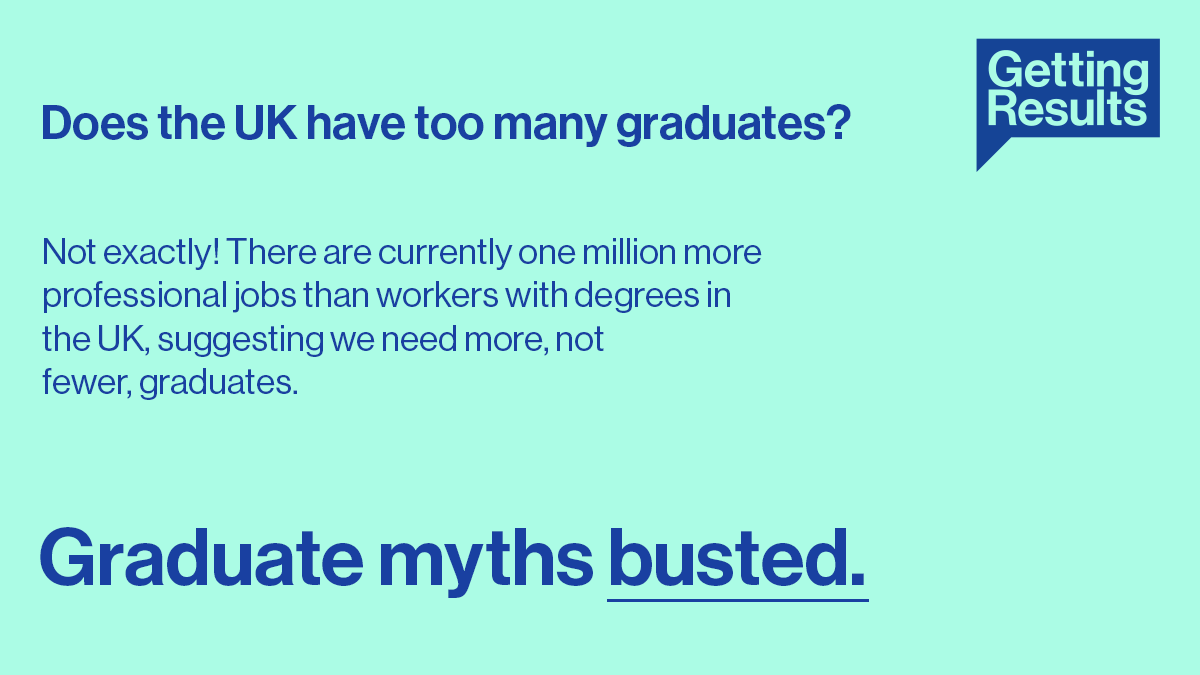 Getting
Results
Does the UK have too many graduates?
Not exactly! There are currently one million more
professional jobs than workers with degrees in
the UK, suggesting we need more, not
fewer, graduates.
Graduate myths busted.